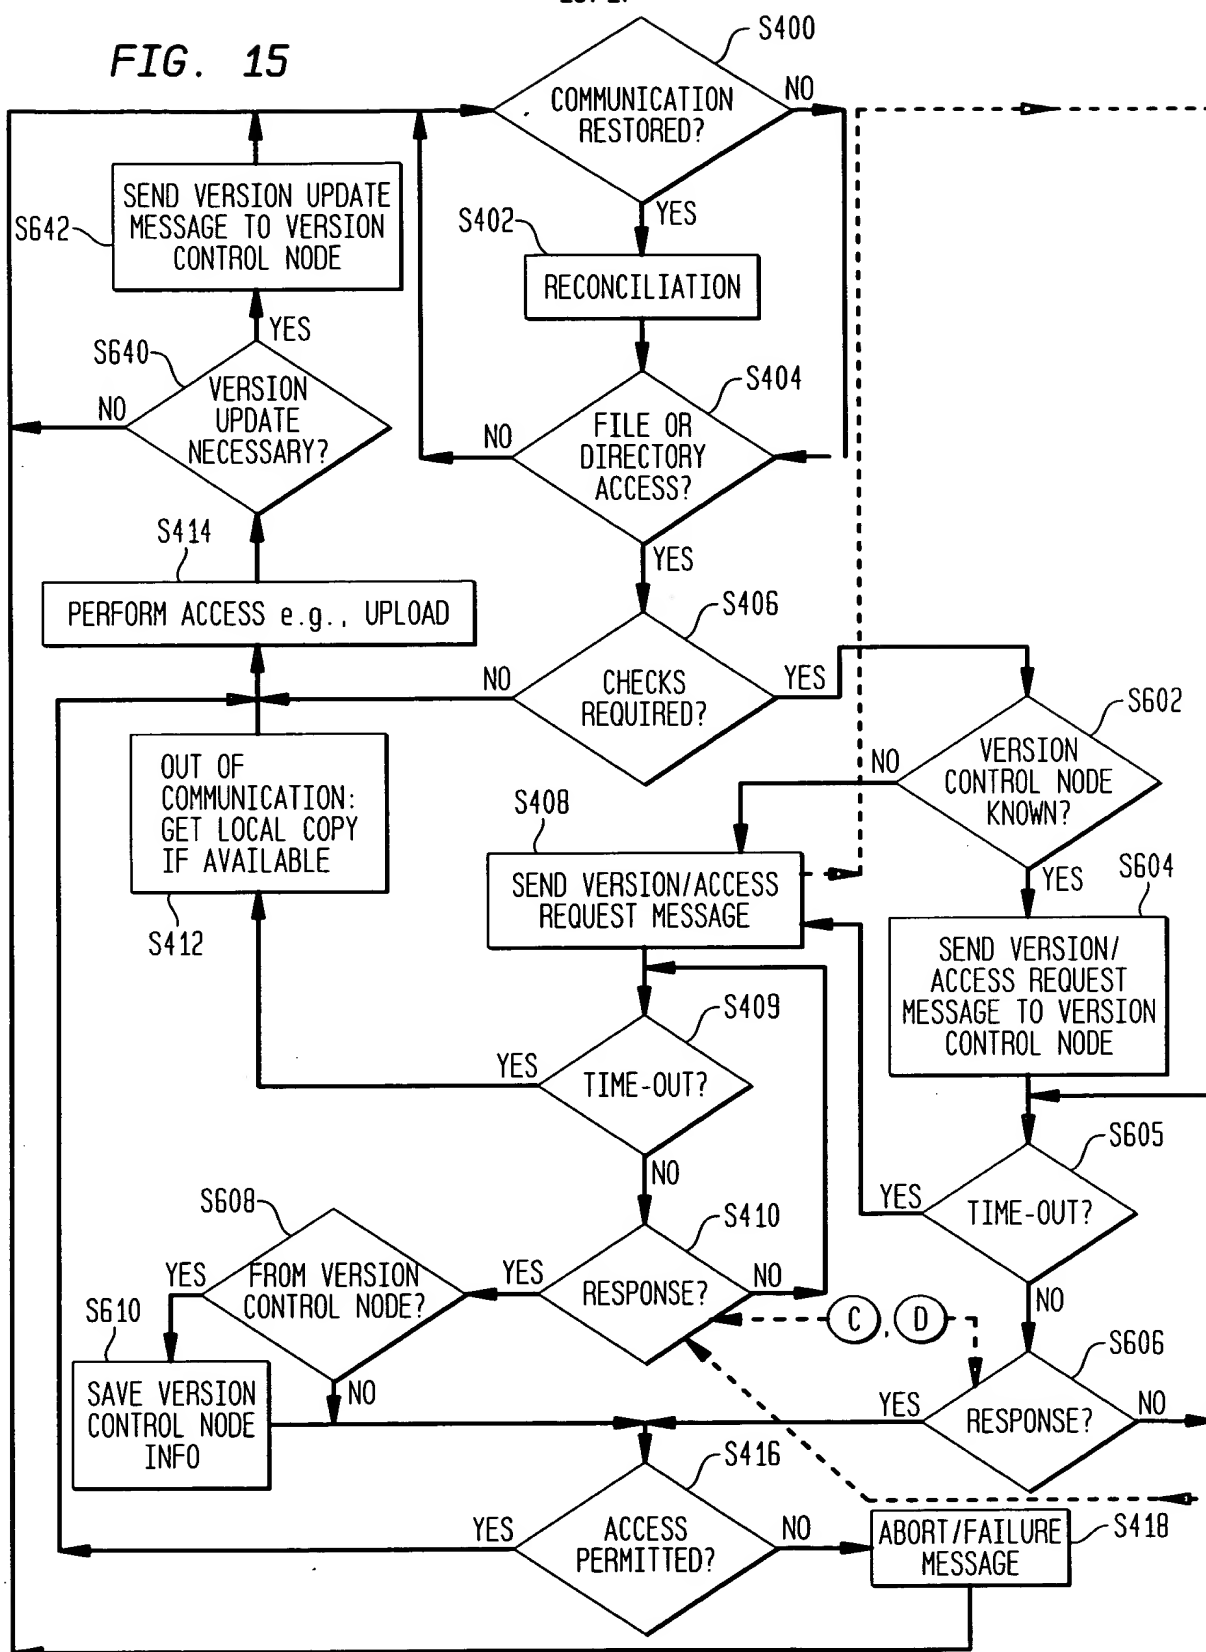 FIG. 15
S400
COMMUNICATION
RESTORED?
NO
YES
S402
RECONCILIATION
SEND VERSION UPDATE
MESSAGE TO VERSION
CONTROL NODE
S642
YES
S640
VERSION
UPDATE
NECESSARY?
NO
S404
FILE OR
DIRECTORY
ACCESS?
NO
YES
S414
PERFORM ACCESS e.g., UPLOAD
S406
CHECKS
REQUIRED?
NO
YES
S602
VERSION
CONTROL NODE
KNOWN?
NO
YES
OUT OF
COMMUNICATION:
GET LOCAL COPY
IF AVAILABLE
S412
S408
SEND VERSION/ACCESS
REQUEST MESSAGE
S604
SEND VERSION/
ACCESS REQUEST
MESSAGE TO VERSION
CONTROL NODE
S409
TIME-OUT?
YES
NO
S605
TIME-OUT?
YES
NO
S608
FROM VERSION
CONTROL NODE?
YES
NO
S410
RESPONSE?
YES
NO
C , D
S610
SAVE VERSION
CONTROL NODE
INFO
S606
RESPONSE?
YES
NO
S416
ACCESS
PERMITTED?
YES
NO
ABORT/FAILURE
MESSAGE
S418